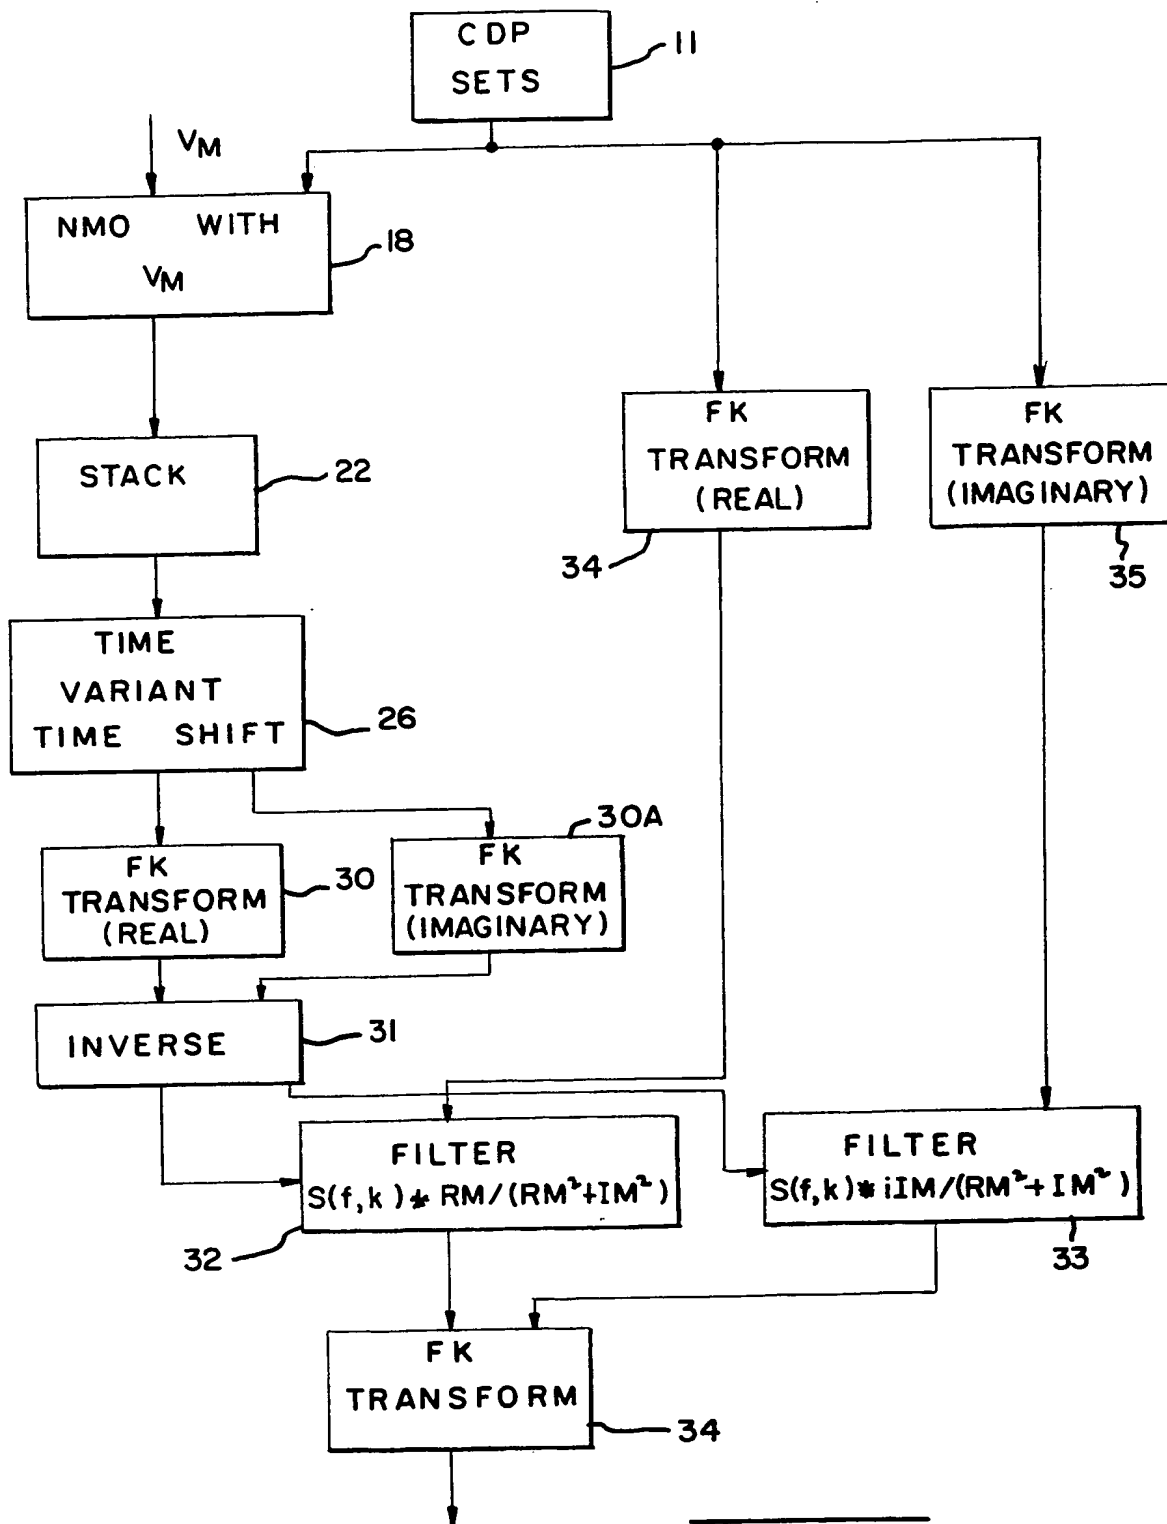 CDP
SETS
11
VM
NMO WITH
VM
18
STACK
22
FK
TRANSFORM
(REAL)
34
FK
TRANSFORM
(IMAGINARY)
35
TIME
VARIANT
TIME SHIFT
26
FK
TRANSFORM
(REAL)
30
30A
FK
TRANSFORM
(IMAGINARY)
INVERSE
31
FILTER
S(f,k)* RM/(RM²+IM²)
32
FILTER
S(f,k)* iIM/(RM²+IM²)
33
FK
TRANSFORM
34